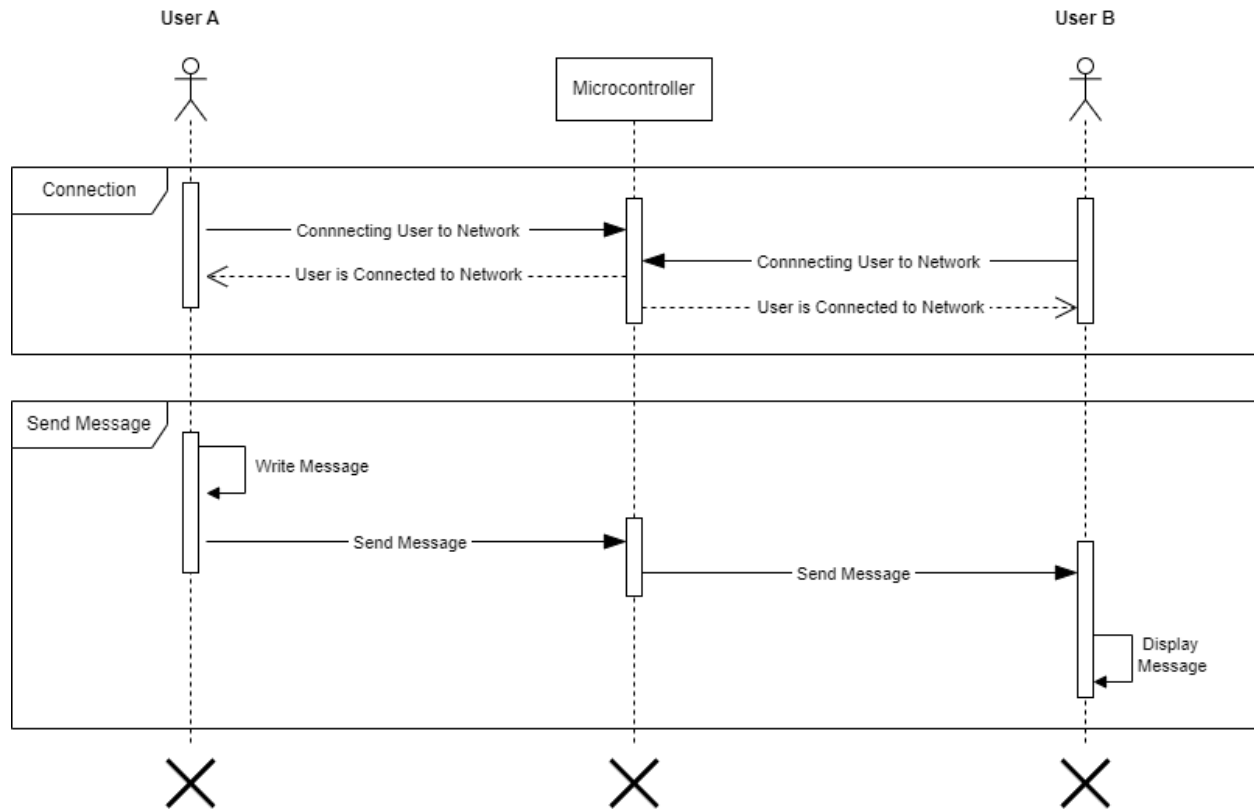 User A
User B
Microcontroller
Connection
Connnecting User to Network
User is Connected to Network
Connnecting User to Network
User is Connected to Network
Send Message
Write Message
Send Message
Send Message
Display
Message